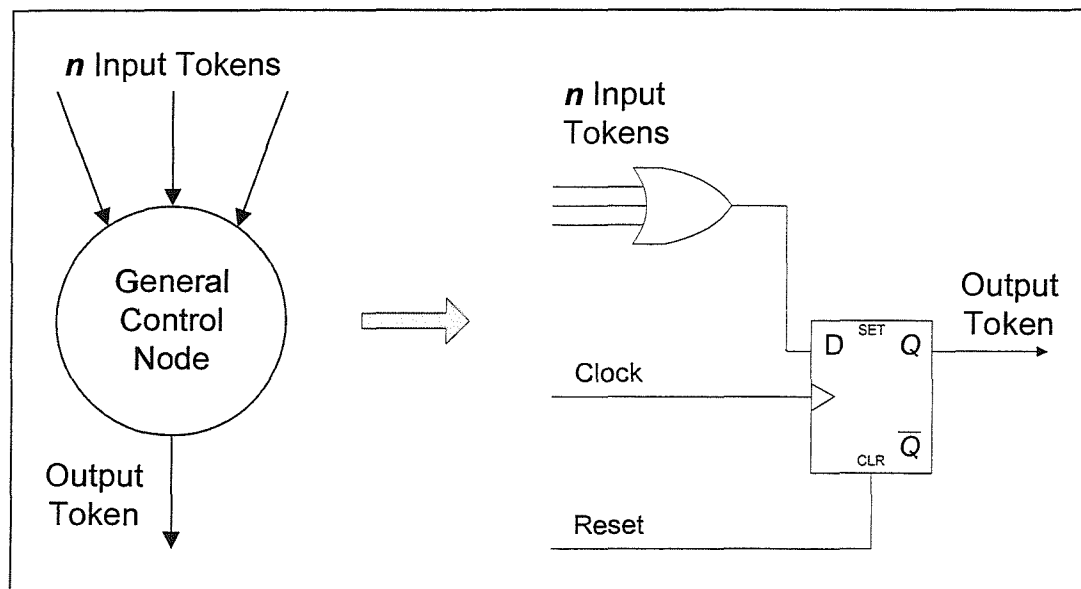 n Input Tokens
General
Control
Node
Output
Token
n Input
Tokens
Output
Token
D SET Q
Clock
Q
CLR
Reset